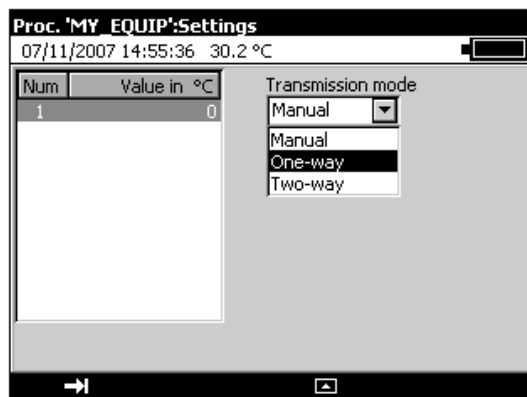 Proc. 'MY_EQUIP':Settings
07/11/2007 14:55:36 30.2 °C
Num Value in °C
1 0
Transmission mode
Manual
Manual
One-way
Two-way